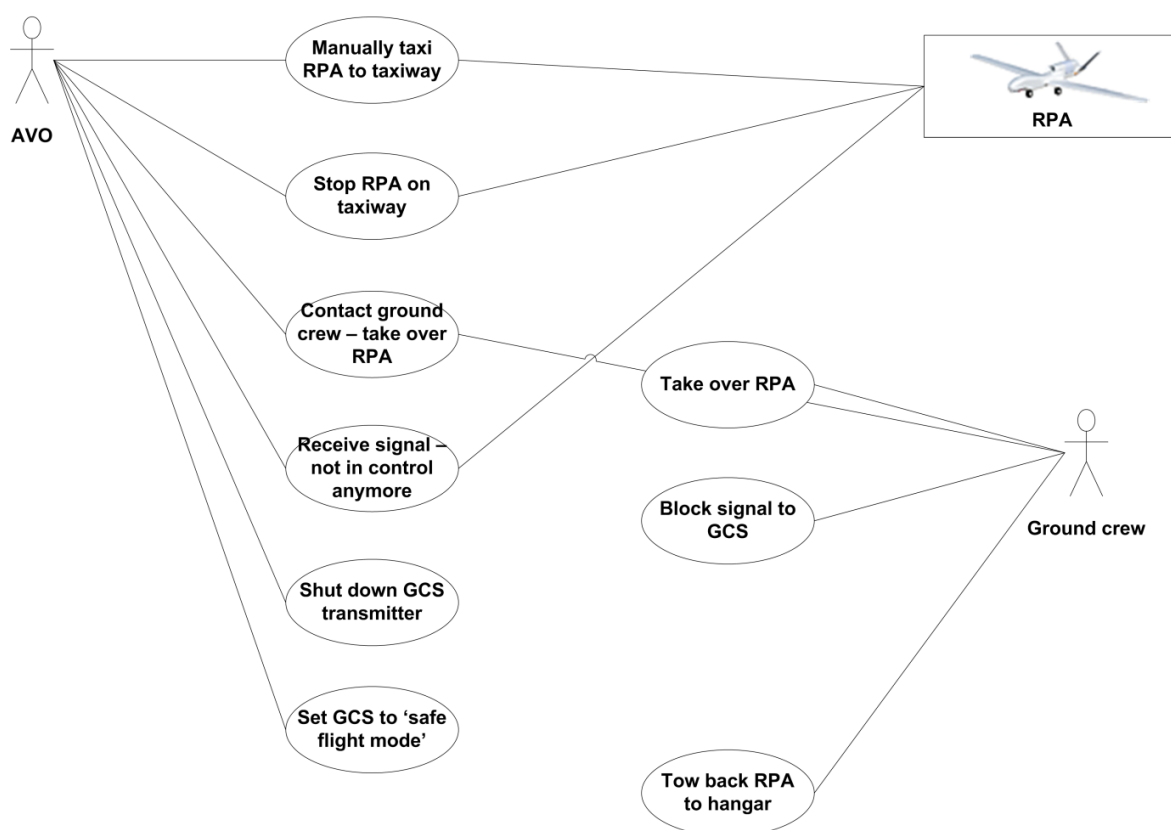 AVO
Manually taxi
RPA to taxiway
RPA
Stop RPA on
taxiway
Contact ground
crew – take over
RPA
Take over RPA
Receive signal –
not in control
anymore
Block signal to
GCS
Ground crew
Shut down GCS
transmitter
Set GCS to ‘safe
flight mode’
Tow back RPA
to hangar